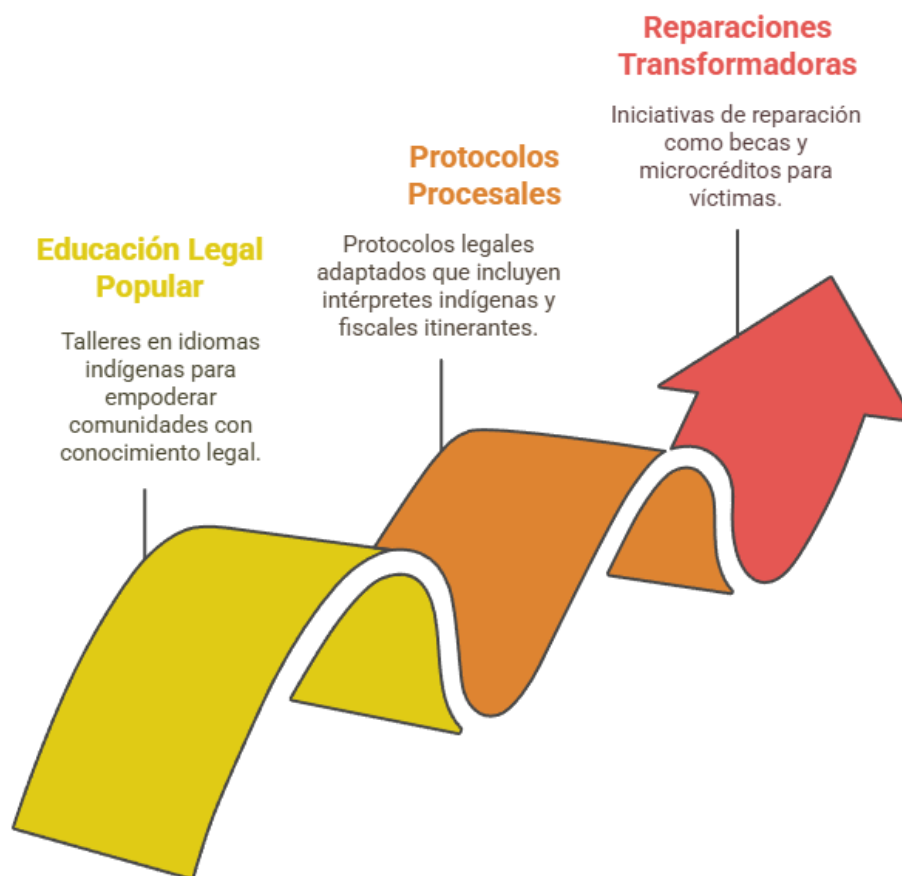 Educación Legal
Popular
Talleres en idiomas
indígenas para
empoderar
comunidades con
conocimiento legal.
Protocolos
Procesales
Protocolos legales
adaptados que incluyen
intérpretes indígenas y
fiscales itinerantes.
Reparaciones
Transformadoras
Iniciativas de reparación
como becas y
microcréditos para
víctimas.